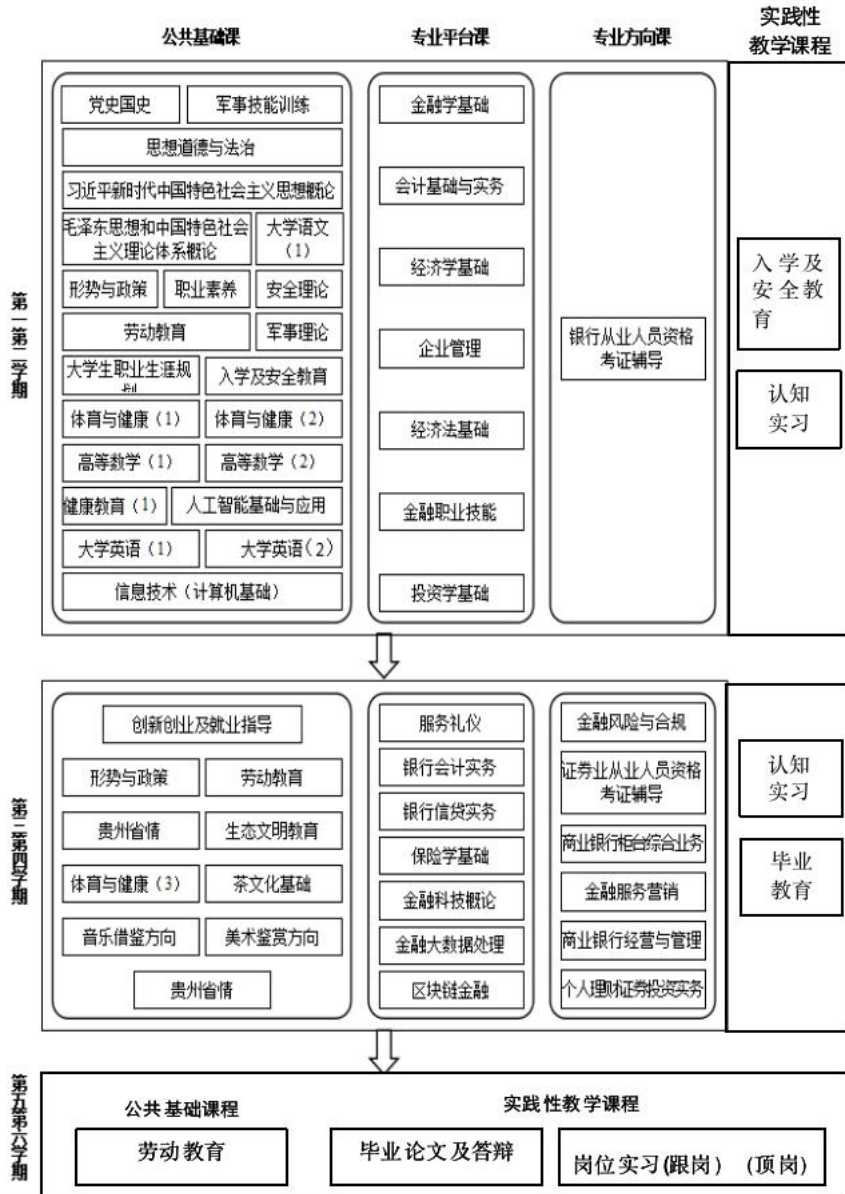 公共基础课
专业平台课
专业方向课
实践性
教学课程
第一第二学期
党史国史
军事技能训练
思想道德与法治
习近平新时代中国特色社会主义思想概论
毛泽东思想和中国特色社会
主义理论体系概论
大学语文
(1)
形势与政策
职业素养
安全理论
劳动教育
军事理论
大学生职业生涯规
划
入学及安全教育
体育与健康(1)
体育与健康(2)
高等数学(1)
高等数学(2)
健康教育(1)
人工智能基础与应用
大学英语(1)
大学英语(2)
信息技术(计算机基础)
金融学基础
会计基础与实务
经济学基础
企业管理
经济法基础
金融职业技能
投资学基础
银行从业人员资格
考证辅导
入学及
安全教
育
认知
实习
第三第四学期
创新创业及就业指导
形势与政策
劳动教育
贵州省情
生态文明教育
体育与健康(3)
茶文化基础
音乐借鉴方向
美术鉴赏方向
贵州省情
服务礼仪
银行会计实务
银行信贷实务
保险学基础
金融科技概论
金融大数据处理
区块链金融
金融风险与合规
证券业从业人员资格
考证辅导
商业银行柜台综合业务
金融服务营销
商业银行经营与管理
个人理财证券投资实务
认知
实习
毕业
教育
第五第六学期
公共基础课程
实践性教学课程
劳动教育
毕业论文及答辩
岗位实习(跟岗) (顶岗)